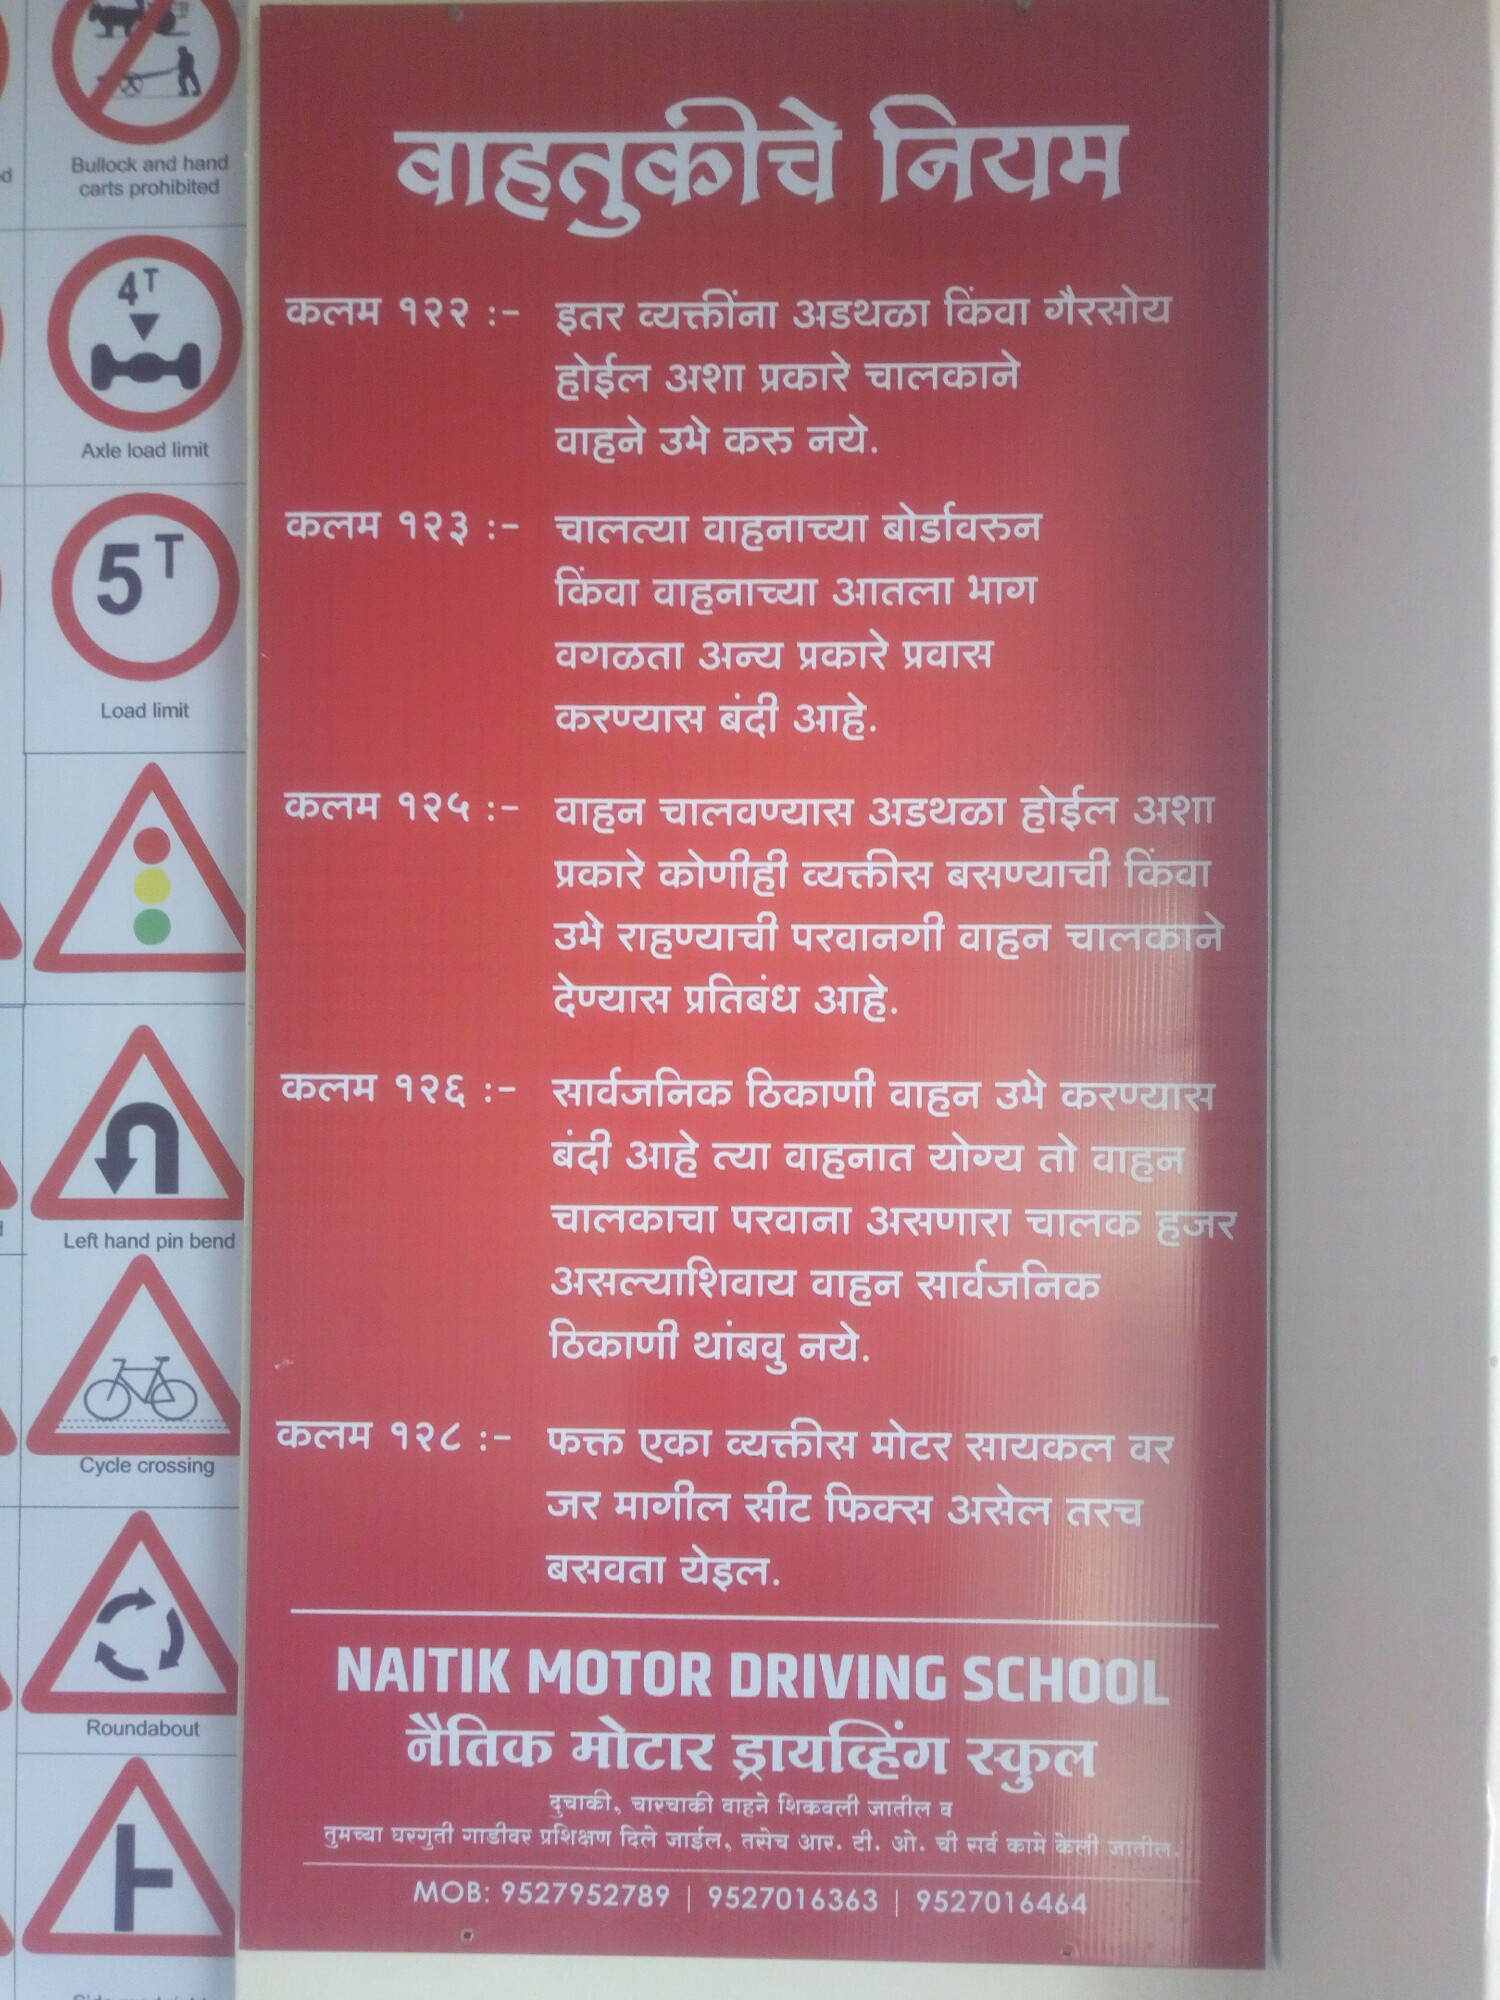 Bullock and hand
carts prohibited
4T
Axle load limit
5T
Load limit
Left hand pin bend
Cycle crossing
Roundabout
वाहतुकीचे नियम
कलम १२२ :- इतर व्यक्तींना अडथळा किंवा गैरसोय
होईल अशा प्रकारे चालकाने
वाहने उभे करु नये.
कलम १२३ :- चालत्या वाहनाच्या बोर्डावरुन
किंवा वाहनाच्या आतला भाग
वगळता अन्य प्रकारे प्रवास
करण्यास बंदी आहे.
कलम १२५ :- वाहन चालवण्यास अडथळा होईल अशा
प्रकारे कोणीही व्यक्तीस बसण्याची किंवा
उभे राहण्याची परवानगी वाहन चालकाने
देण्यास प्रतिबंध आहे.
कलम १२६ :- सार्वजनिक ठिकाणी वाहन उभे करण्यास
बंदी आहे त्या वाहनात योग्य तो वाहन
चालकाचा परवाना असणारा चालक हजर
असल्याशिवाय वाहन सार्वजनिक
ठिकाणी थांबवु नये.
कलम १२८ :- फक्त एका व्यक्तीस मोटर सायकल वर
जर मागील सीट फिक्स असेल तरच
बसवता येइल.
NAITIK MOTOR DRIVING SCHOOL
नैतिक मोटार ड्रायव्हिंग स्कुल
दुचाकी, चारचाकी वाहने शिकवली जातील व
तुमच्या घरगुती गाडीवर प्रशिक्षण दिले जाईल, तसेच आर. टी. ओ. ची सर्व कामे केली जातील.
MOB: 9527952789 | 9527016363 | 9527016464